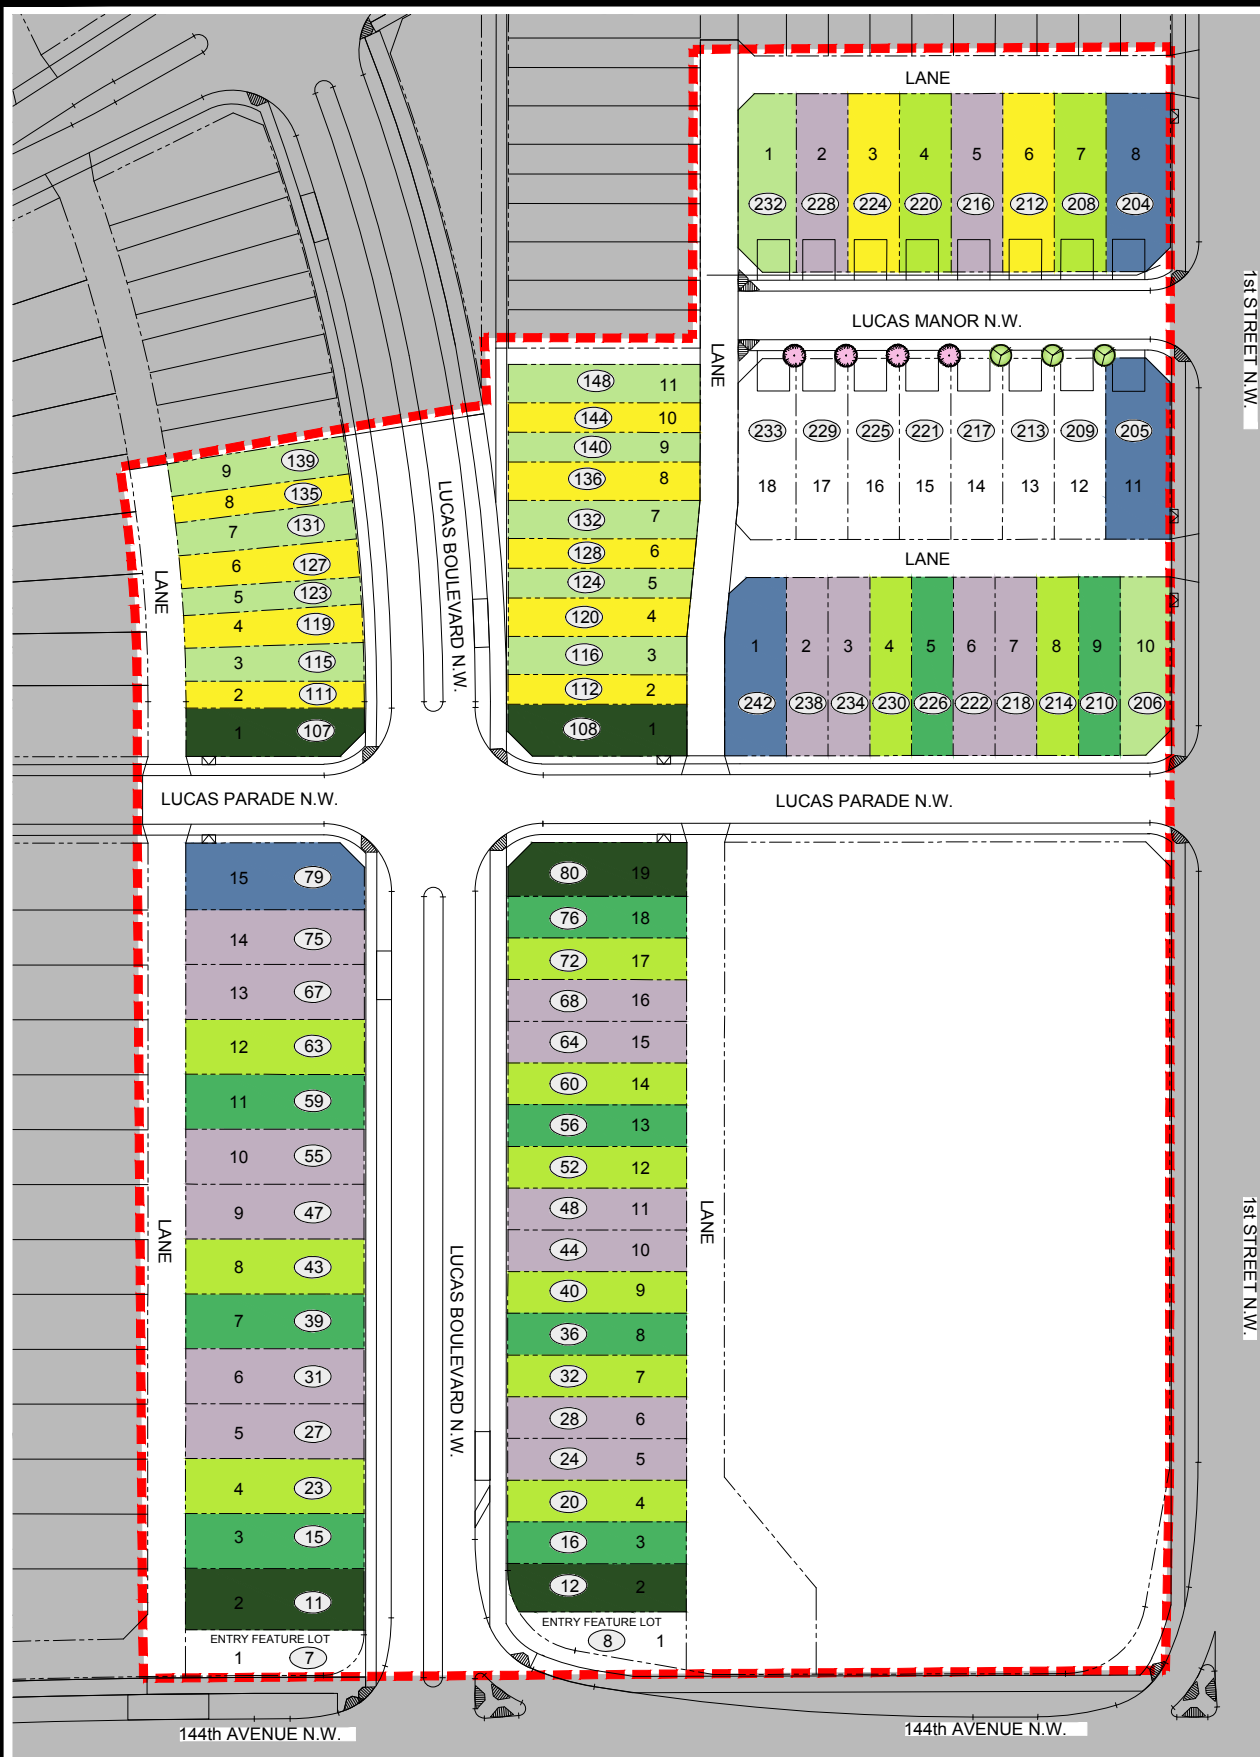 LANE
1 2 3 4 5 6 7 8
232 228 224 220 216 212 208 204
1st STREET N.W.
LUCAS MANOR N.W.
LANE
233 229 225 221 217 213 209 205
18 17 16 15 14 13 12 11
LANE
1 2 3 4 5 6 7 8 9 10
242 238 234 230 226 222 218 214 210 206
148 11
144 10
140 9
136 8
132 7
128 6
124 5
120 4
116 3
112 2
108 1
LUCAS BOULEVARD N.W.
9 139
8 135
7 131
6 127
5 123
4 119
3 115
2 111
1 107
LANE
LUCAS PARADE N.W.
LUCAS PARADE N.W.
15 79
14 75
13 67
12 63
11 59
10 55
9 47
8 43
7 39
6 31
5 27
4 23
3 15
2 11
ENTRY FEATURE LOT
1 7
LANE
LUCAS BOULEVARD N.W.
80 19
76 18
72 17
68 16
64 15
60 14
56 13
52 12
48 11
44 10
40 9
36 8
32 7
28 6
24 5
20 4
16 3
12 2
ENTRY FEATURE LOT
8 1
LANE
1st STREET N.W.
144th AVENUE N.W.
144th AVENUE N.W.